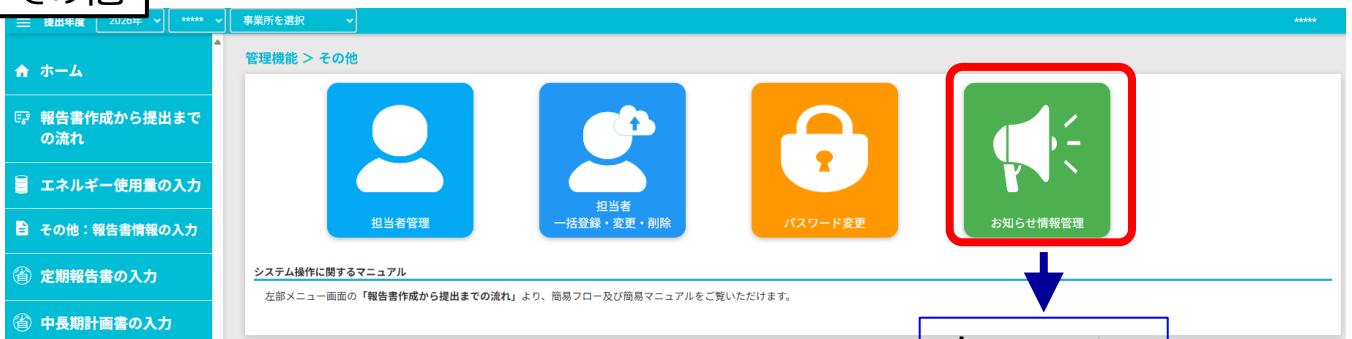 その他
提出年度 2026年 ***** 事業所を選択 *****
管理機能 > その他
ホーム
報告書作成から提出まで
の流れ
エネルギー使用量の入力
その他：報告書情報の入力
定期報告書の入力
中長期計画書の入力
担当者管理
担当者
一括登録・変更・削除
パスワード変更
お知らせ情報管理
システム操作に関するマニュアル
左部メニュー画面の「報告書作成から提出までの流れ」より、簡易フロー及び簡易マニュアルをご覧いただけます。